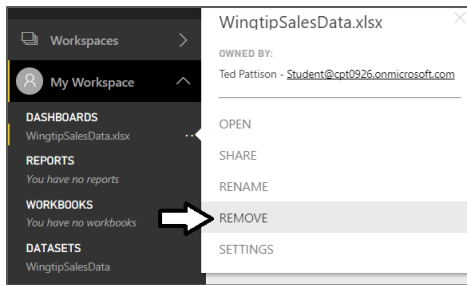 Workspaces
My Workspace
DASHBOARDS
WingtipSalesData.xlsx
REPORTS
You have no reports
WORKBOOKS
You have no workbooks
DATASETS
WingtipSalesData
WingtipSalesData.xlsx
OWNED BY:
Ted Pattison - Student@cpt0926.onmicrosoft.com
OPEN
SHARE
RENAME
REMOVE
SETTINGS